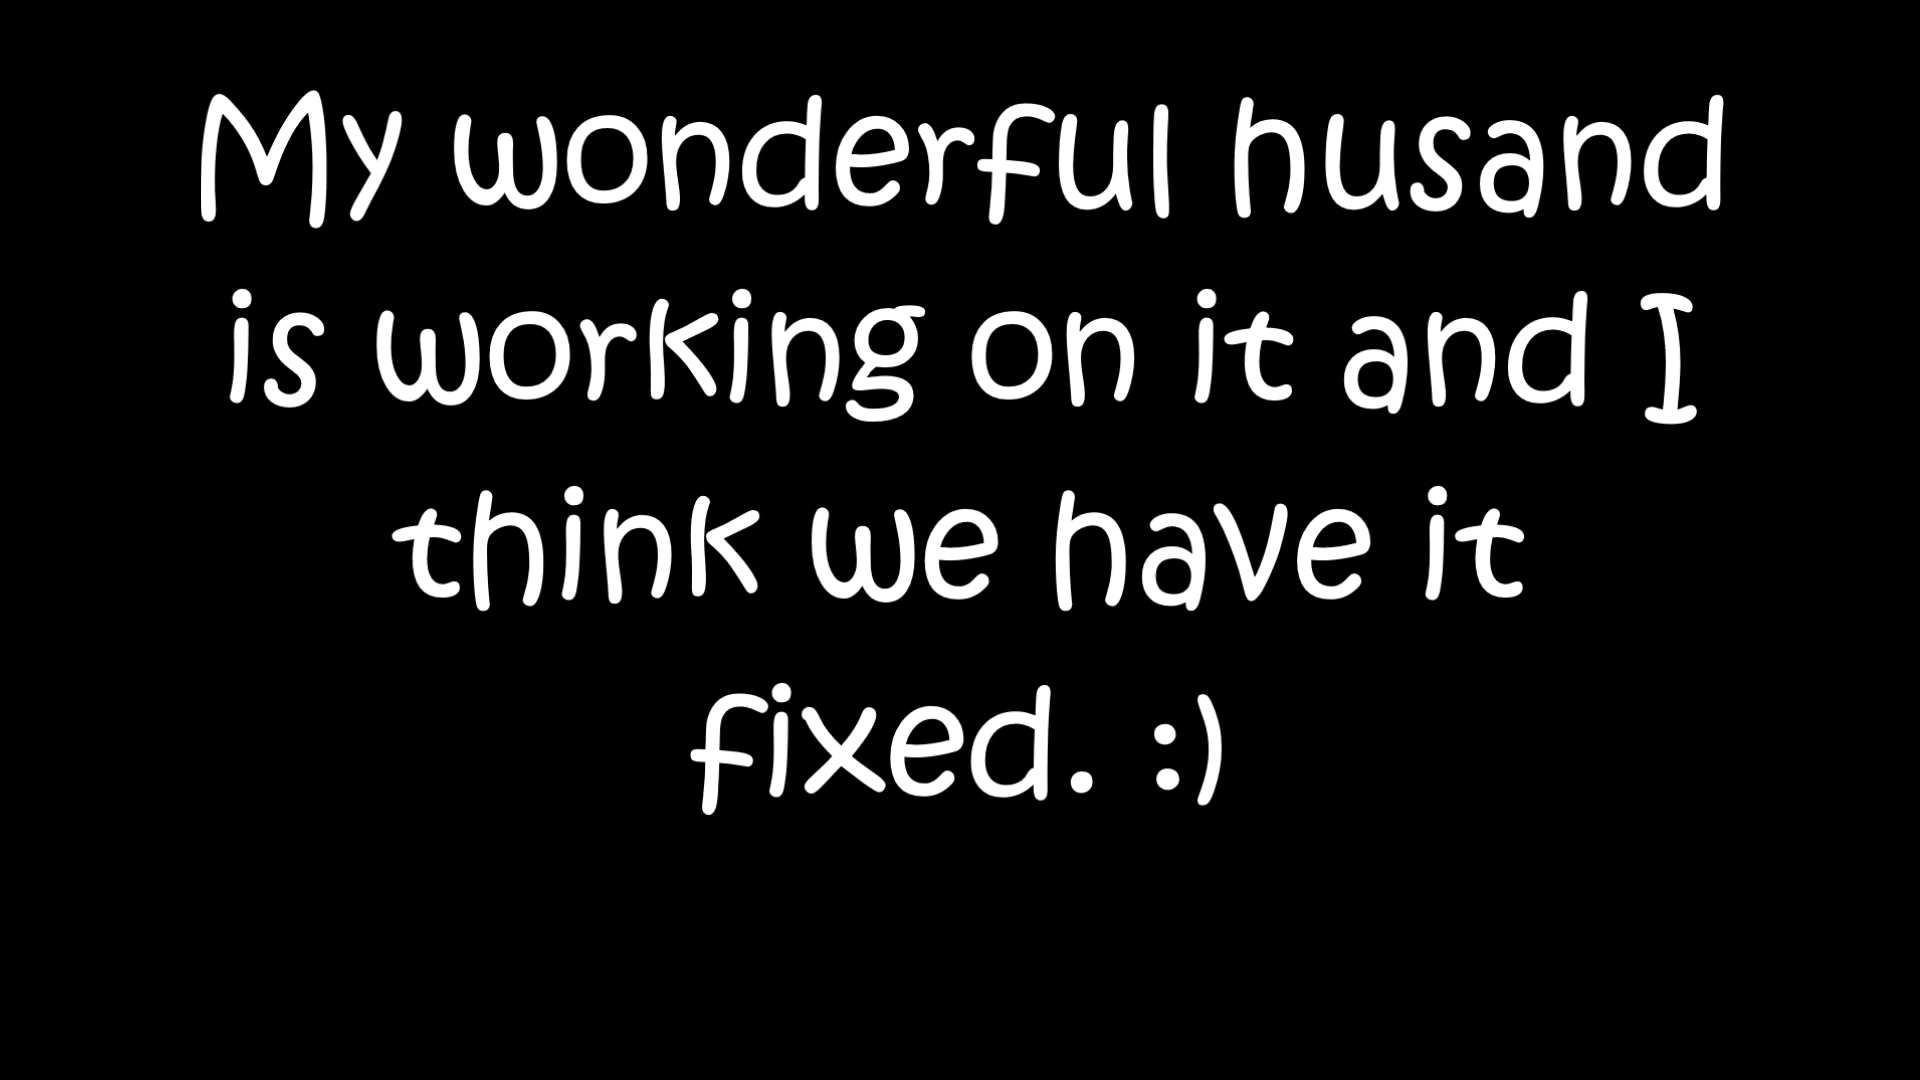 My wonderful husand
is working on it and I
think we have it
fixed. :)